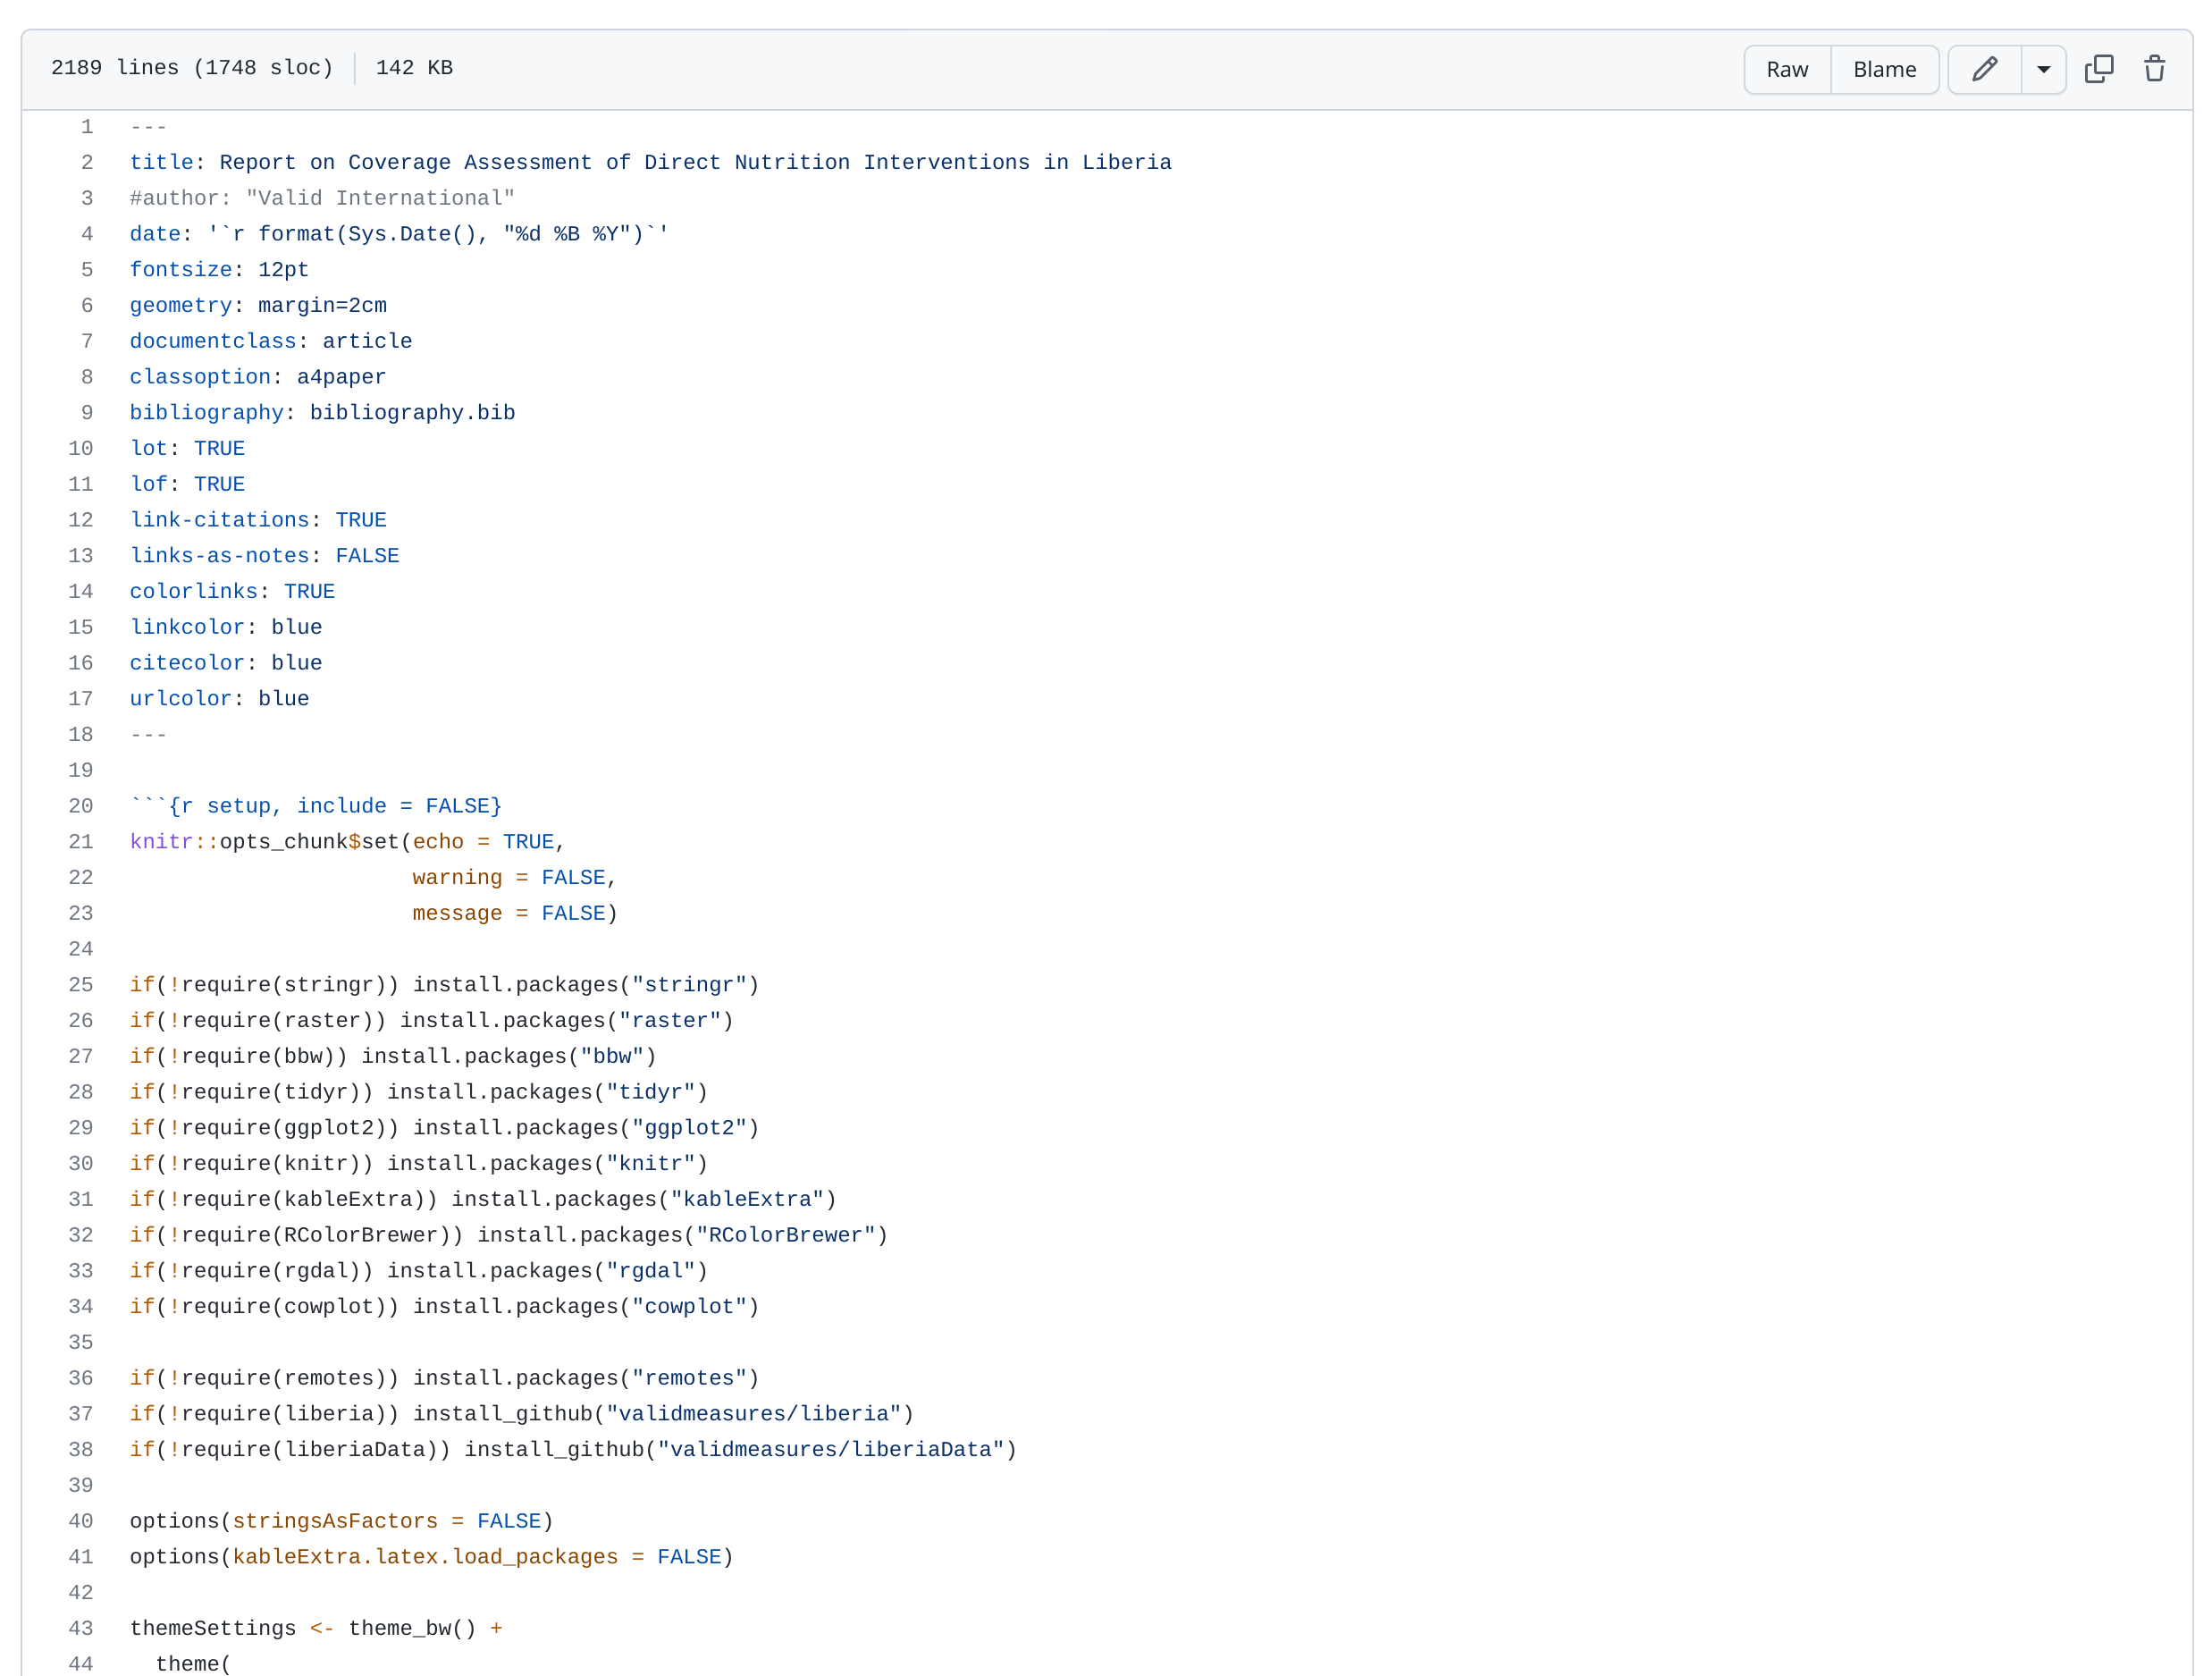 2189 lines (1748 sloc) 142 KB Raw Blame
1 ---
2 title: Report on Coverage Assessment of Direct Nutrition Interventions in Liberia
3 #author: "Valid International"
4 date: '`r format(Sys.Date(), "%d %B %Y")`'
5 fontsize: 12pt
6 geometry: margin=2cm
7 documentclass: article
8 classoption: a4paper
9 bibliography: bibliography.bib
10 lot: TRUE
11 lof: TRUE
12 link-citations: TRUE
13 links-as-notes: FALSE
14 colorlinks: TRUE
15 linkcolor: blue
16 citecolor: blue
17 urlcolor: blue
18 ---
19
20 ```{r setup, include = FALSE}
21 knitr::opts_chunk$set(echo = TRUE,
22                       warning = FALSE,
23                       message = FALSE)
24
25 if(!require(stringr)) install.packages("stringr")
26 if(!require(raster)) install.packages("raster")
27 if(!require(bbw)) install.packages("bbw")
28 if(!require(tidyr)) install.packages("tidyr")
29 if(!require(ggplot2)) install.packages("ggplot2")
30 if(!require(knitr)) install.packages("knitr")
31 if(!require(kableExtra)) install.packages("kableExtra")
32 if(!require(RColorBrewer)) install.packages("RColorBrewer")
33 if(!require(rgdal)) install.packages("rgdal")
34 if(!require(cowplot)) install.packages("cowplot")
35
36 if(!require(remotes)) install.packages("remotes")
37 if(!require(liberia)) install_github("validmeasures/liberia")
38 if(!require(liberiaData)) install_github("validmeasures/liberiaData")
39
40 options(stringsAsFactors = FALSE)
41 options(kableExtra.latex.load_packages = FALSE)
42
43 themeSettings <- theme_bw() +
44   theme(